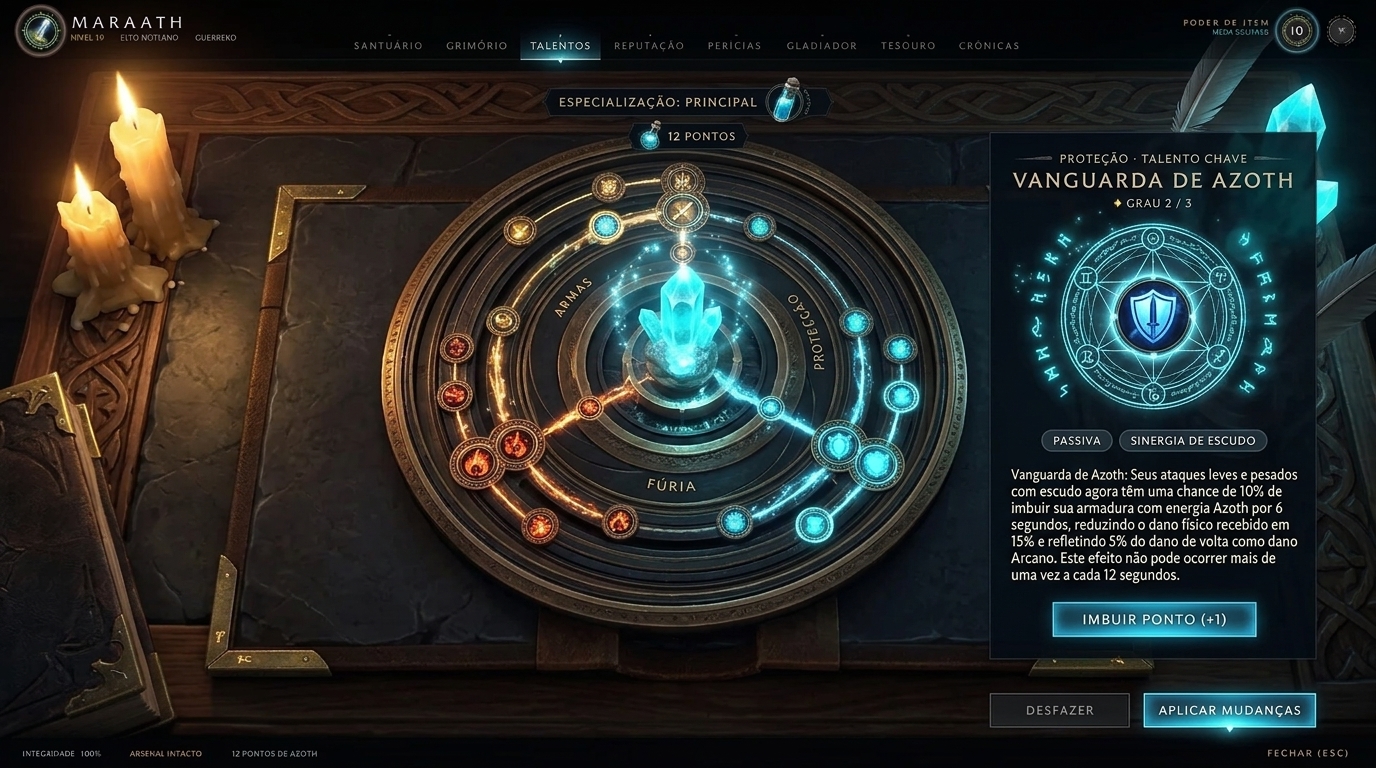 MARAATH
NIVEL 19 ELTO NOTLANO GUERREKO
SANTUÁRIO GRIMÓRIO TALENTOS REPUTAÇÃO PERÍCIAS GLADIADOR TESOURO CRÔNICAS
PODER DE ITEM
10
ESPECIALIZAÇÃO: PRINCIPAL
12 PONTOS
ARMAS
PROTECÇÃO
FÚRIA
PROTEÇÃO · TALENTO CHAVE
VANGUARDA DE AZOTH
GRAU 2 / 3
PASSIVA
SINERGIA DE ESCUDO
Vanguarda de Azoth: Seus ataques leves e pesados
com escudo agora têm uma chance de 10% de
imbuir sua armadura com energia Azoth por 6
segundos, reduzindo o dano físico recebido em
15% e refletindo 5% do dano de volta como dano
Arcano. Este efeito não pode ocorrer mais de
uma vez a cada 12 segundos.
IMBUIR PONTO (+1)
DESFAZER
APLICAR MUDANÇAS
100% ARSENAL INTACTO 12 PONTOS DE AZOTH
FECHAR (ESC)